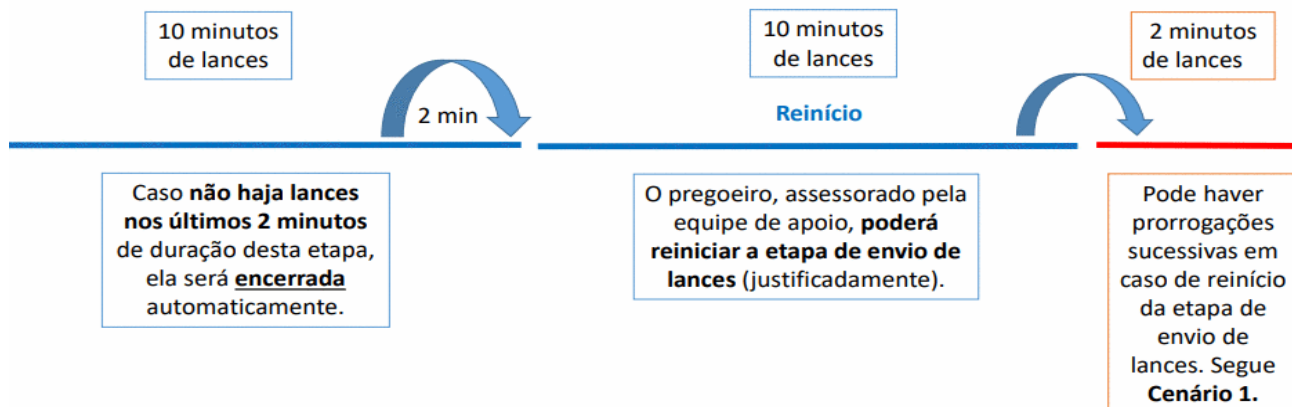 10 minutos
de lances
10 minutos
de lances
2 minutos
de lances
2 min
Reinício
Caso não haja lances
nos últimos 2 minutos
de duração desta etapa,
ela será encerrada
automaticamente.
O pregoeiro, assessorado pela
equipe de apoio, poderá
reiniciar a etapa de envio de
lances (justificadamente).
Pode haver
prorrogações
sucessivas em
caso de reinício
da etapa de
envio de
lances. Segue
Cenário 1.